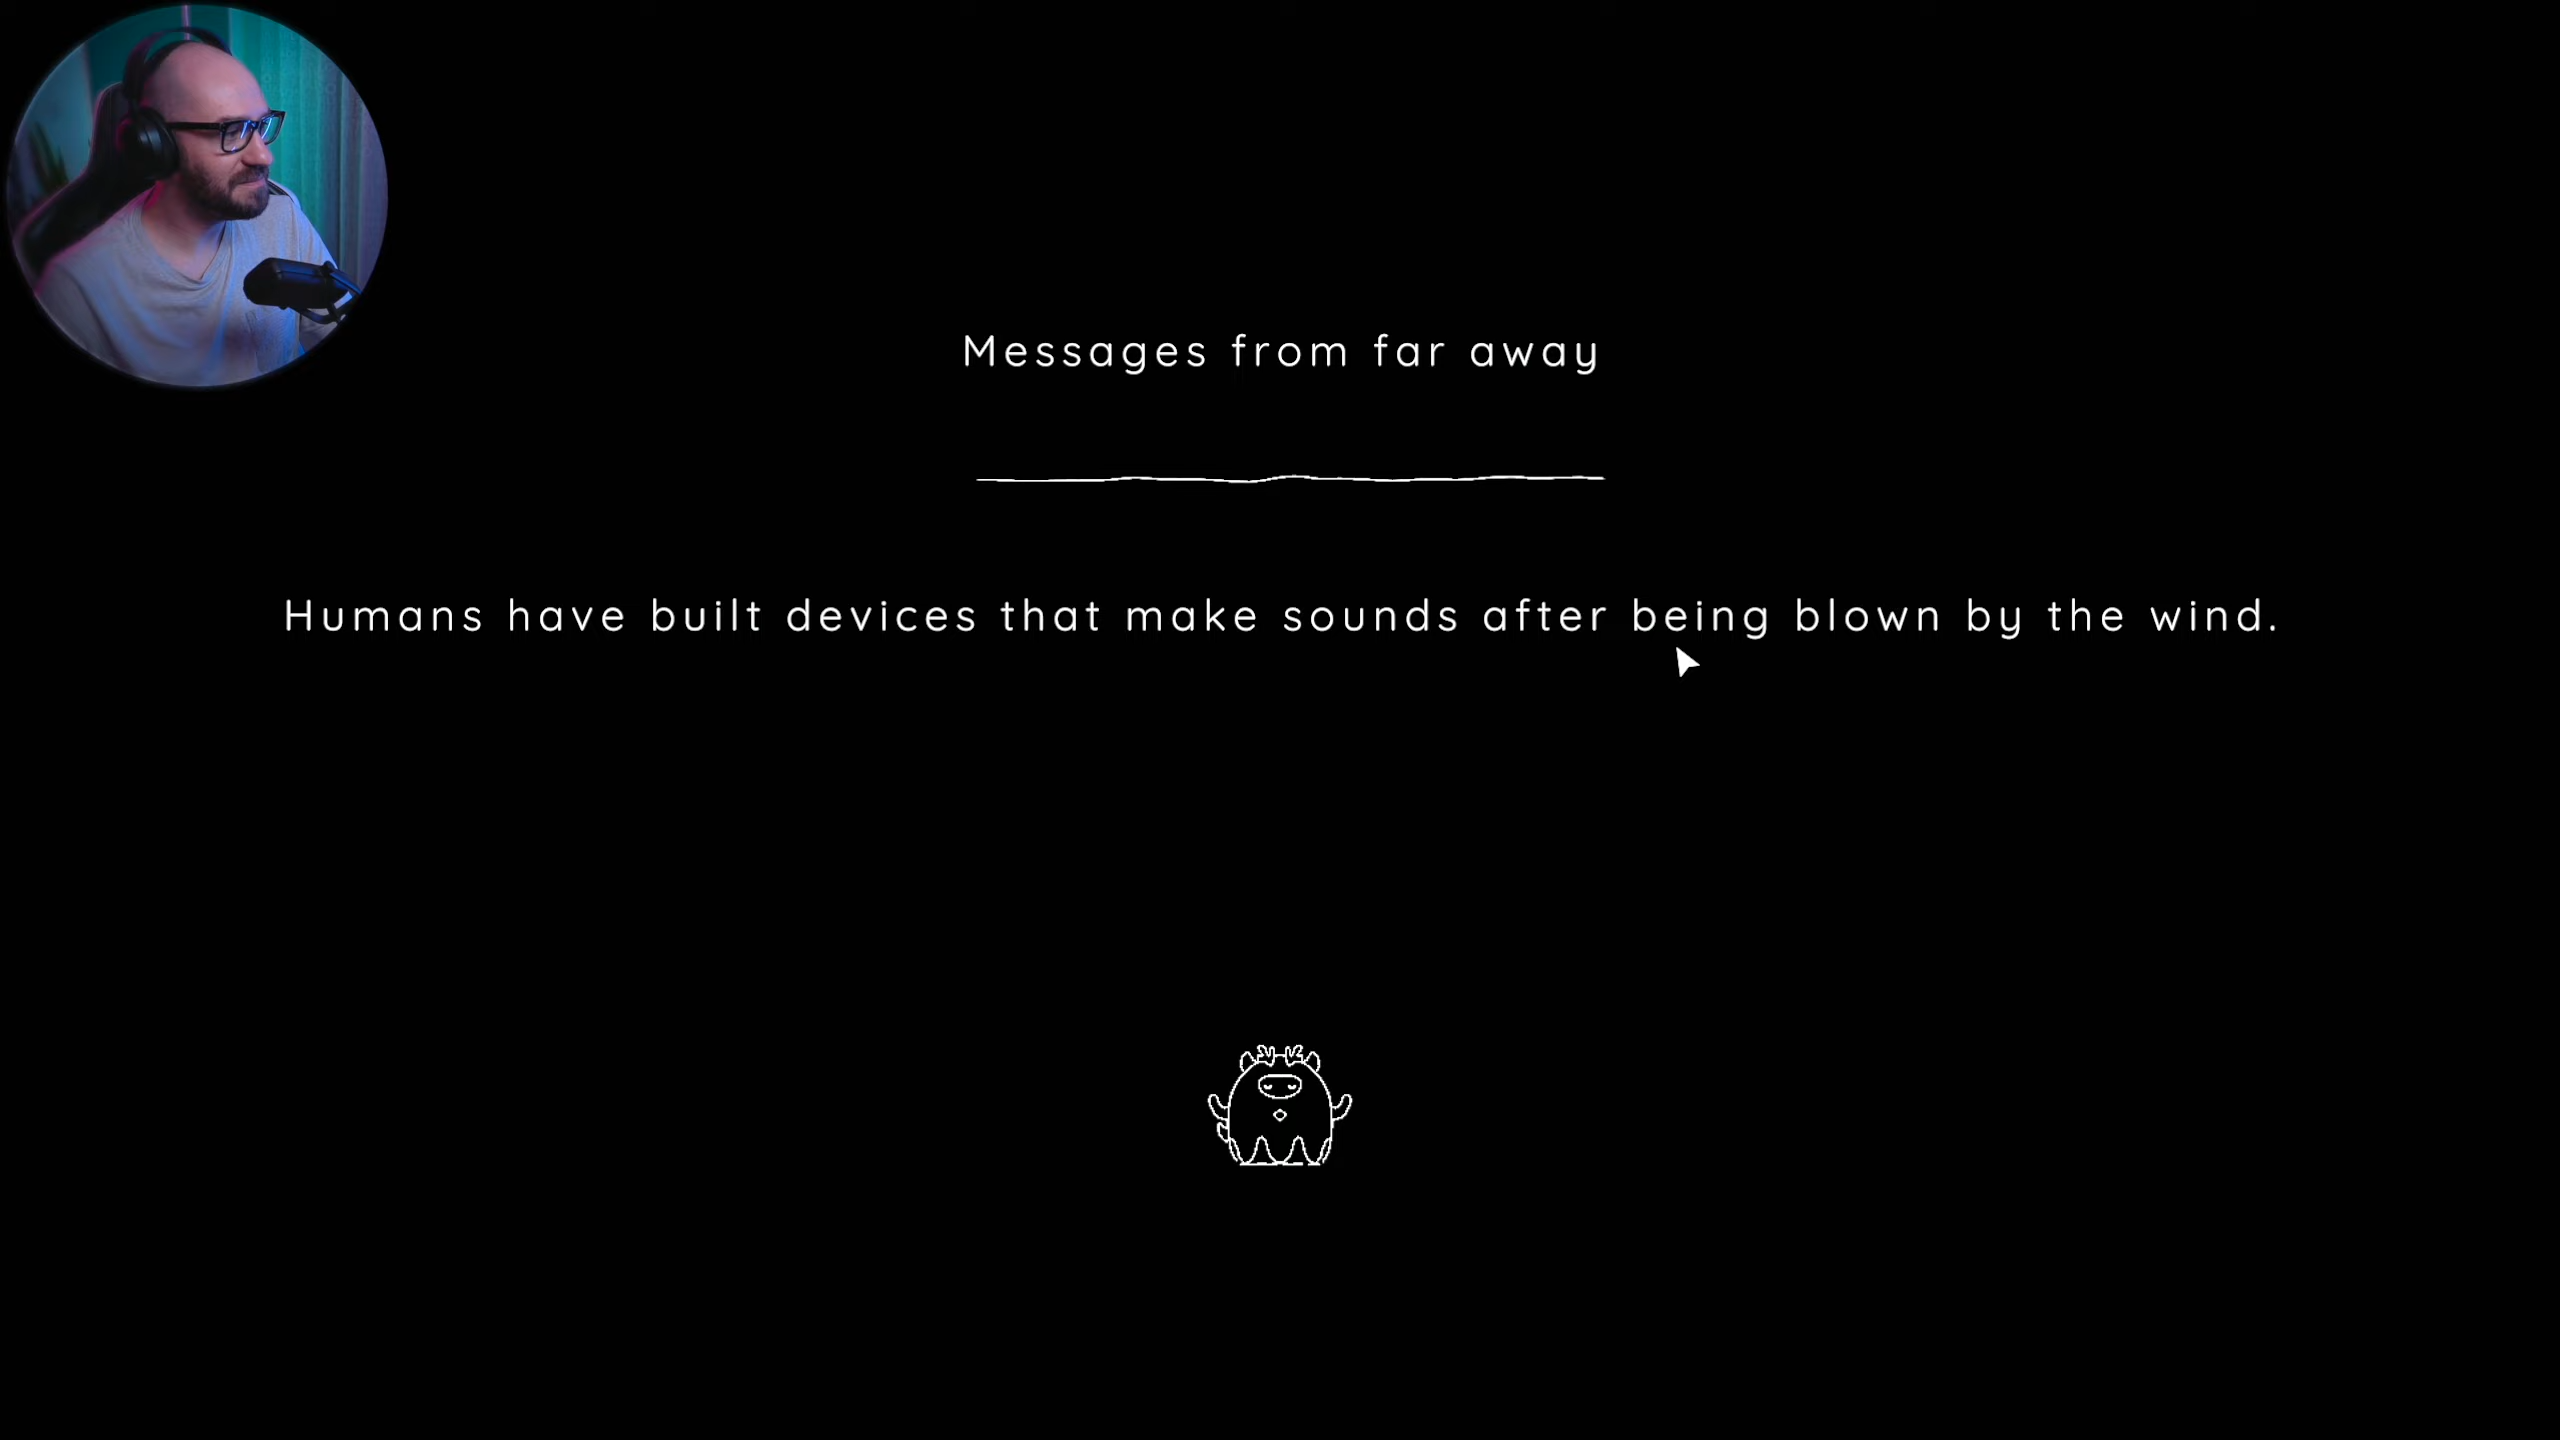 Messages from far away
Humans have built devices that make sounds after being blown by the wind.